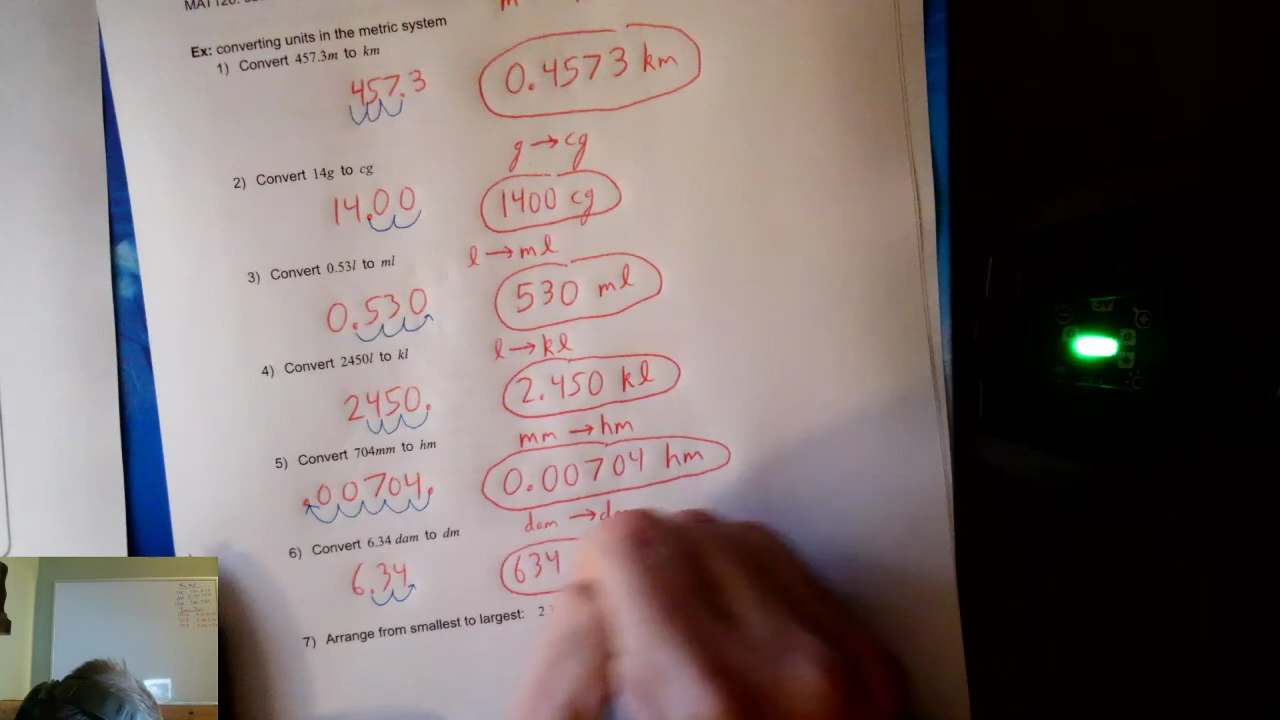 Ex: converting units in the metric system
1) Convert 457.3m to km
457.3 0.4573 km
g → cg
2) Convert 14g to cg
14.00 1400 cg
l → ml
3) Convert 0.53l to ml
0.530 530 ml
l → kl
4) Convert 2450l to kl
2450. 2.450 kl
mm → hm
5) Convert 704mm to hm
.00704. 0.00704 hm
dam →
6) Convert 6.34 dam to dm
6.34 634
7) Arrange from smallest to largest: 2